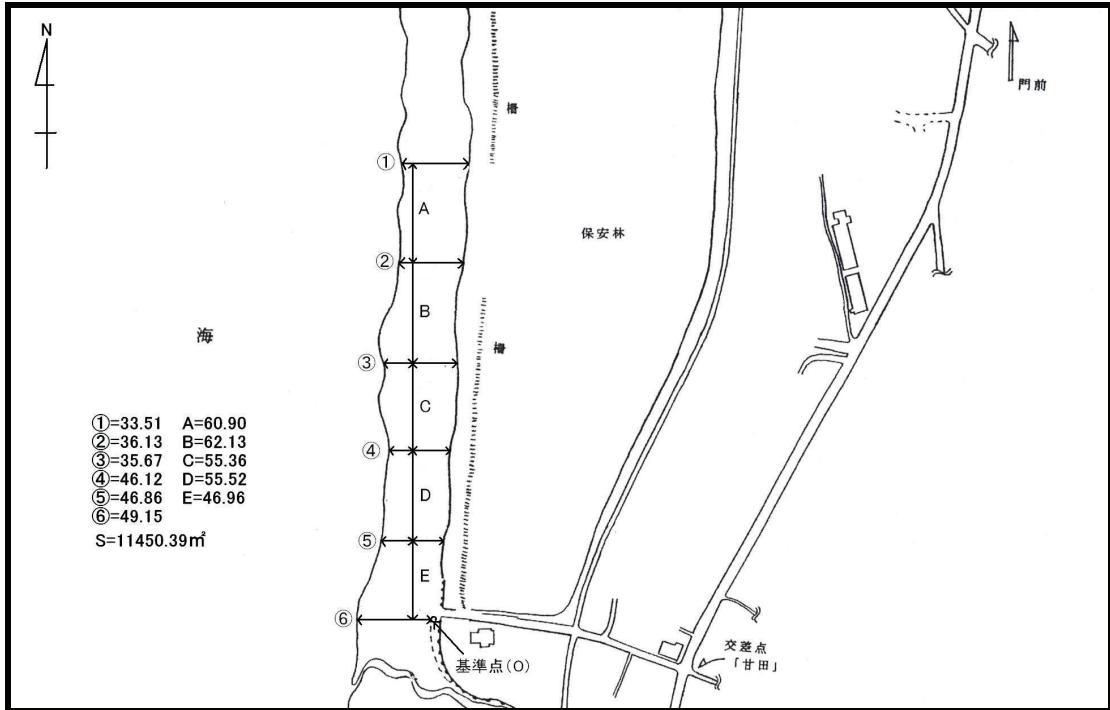 N
門前
柵
①
A
保安林
②
B
海
柵
③
C
①=33.51 A=60.90
②=36.13 B=62.13
③=35.67 C=55.36
④=46.12 D=55.52
⑤=46.86 E=46.96
⑥=49.15
S=11450.39㎡
④
D
⑤
E
⑥
基準点(O)
交差点
「甘田」